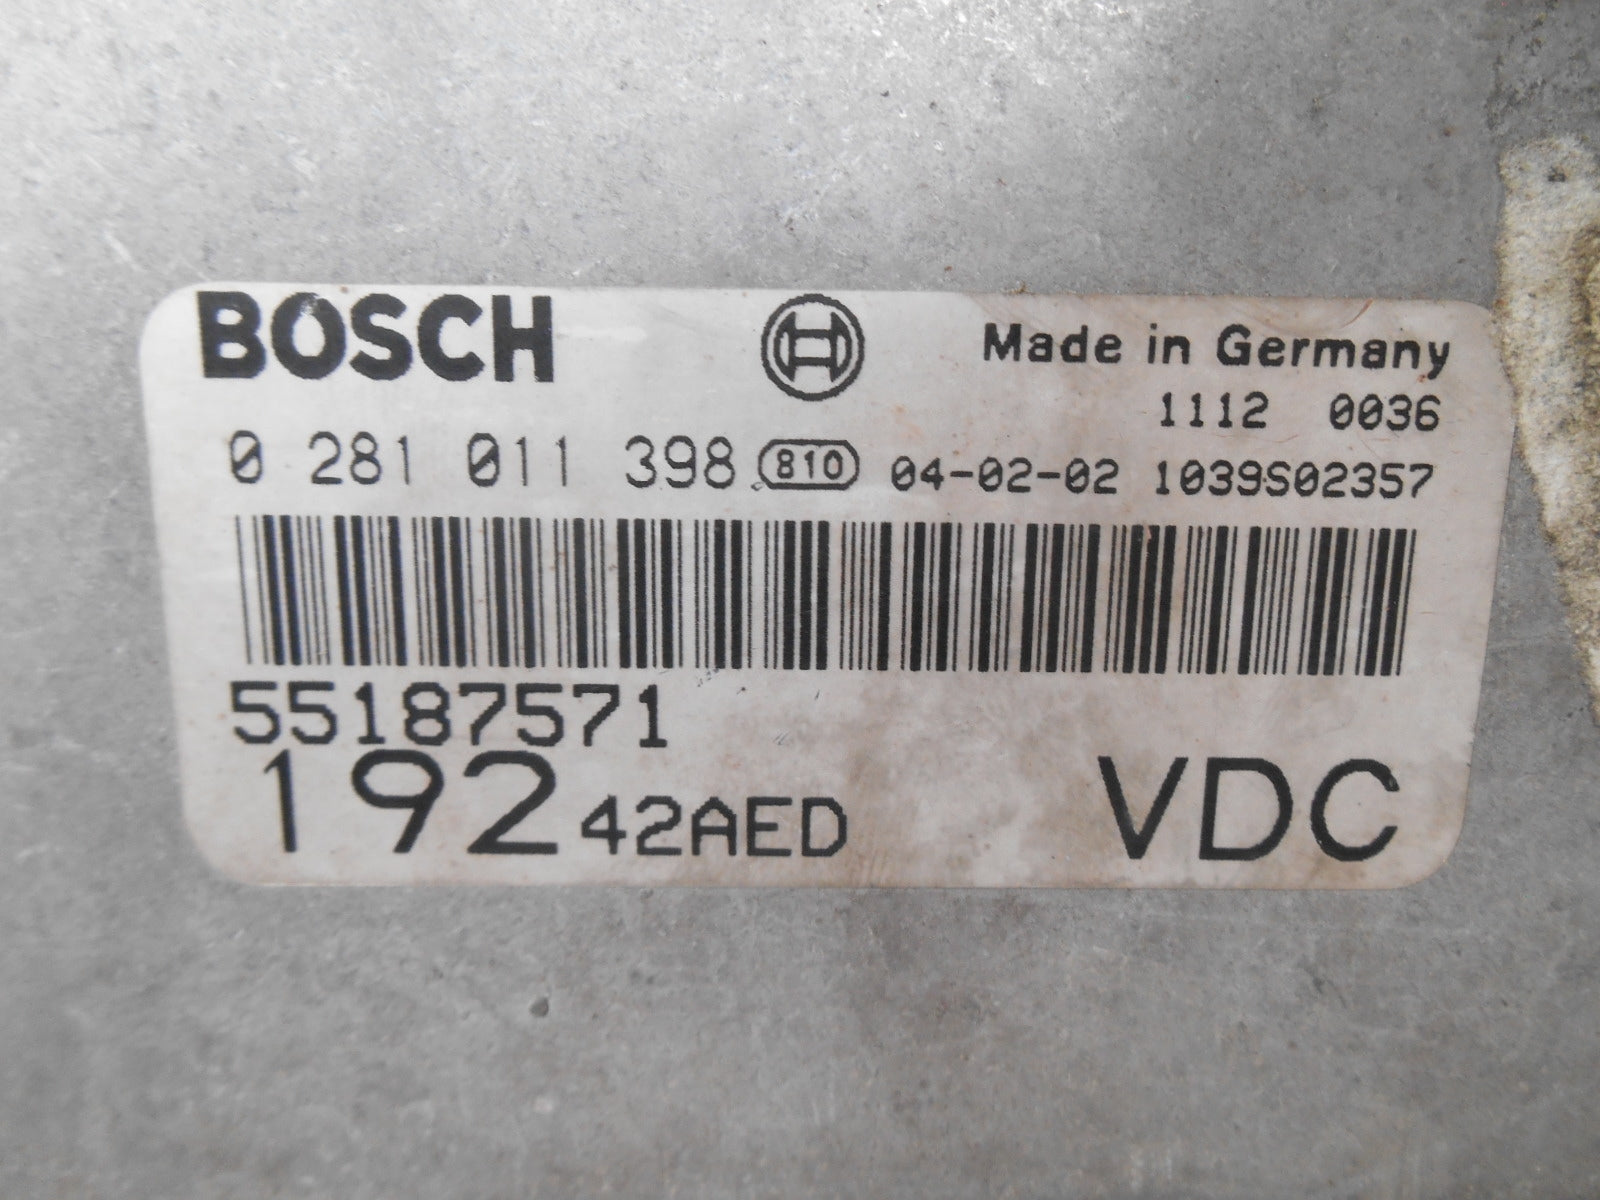 BOSCH Made in Germany
1112 0036
0 281 011 398 810 04-02-02 1039S02357
55187571
192 42AED VDC